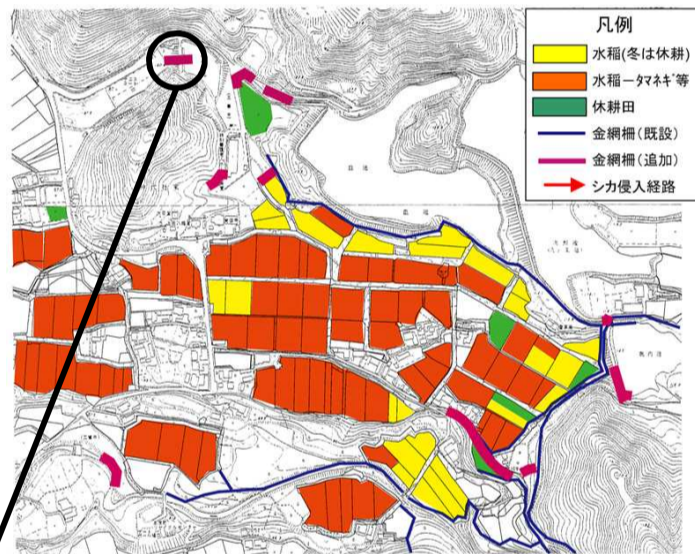 凡例
水稲(冬は休耕)
水稲ータマネギ等
休耕田
金網柵(既設)
金網柵(追加)
シカ侵入経路